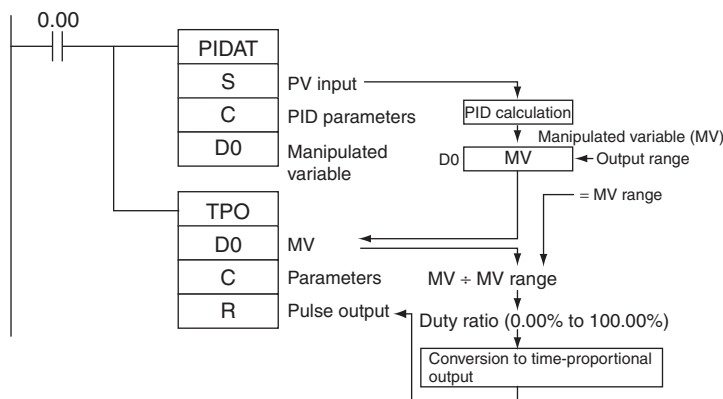 0.00
PIDAT
S PV input
C PID parameters
D0 Manipulated
variable
PID calculation
Manipulated variable (MV)
D0 MV Output range
= MV range
TPO
D0 MV
C Parameters
R Pulse output
MV ÷ MV range
Duty ratio (0.00% to 100.00%)
Conversion to time-proportional
output